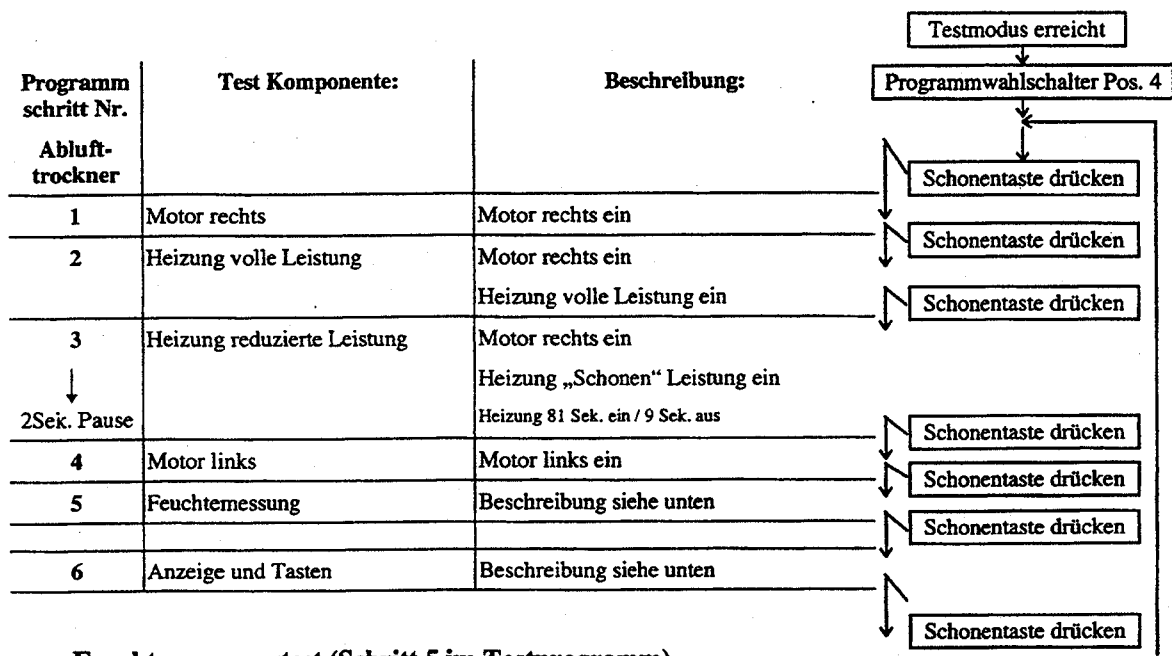 Testmodus erreicht
Programm Test Komponente: Beschreibung: Programmwahlschalter Pos. 4
schritt Nr.
Abluft-
trockner
Schonentaste drücken
1 Motor rechts Motor rechts ein
Schonentaste drücken
2 Heizung volle Leistung Motor rechts ein
Heizung volle Leistung ein
Schonentaste drücken
3 Heizung reduzierte Leistung Motor rechts ein
Heizung „Schonen“ Leistung ein
2Sek. Pause Heizung 81 Sek. ein / 9 Sek. aus
Schonentaste drücken
4 Motor links Motor links ein
Schonentaste drücken
5 Feuchtemessung Beschreibung siehe unten
Schonentaste drücken
6 Anzeige und Tasten Beschreibung siehe unten
Schonentaste drücken
(Schritt 5 im Testprogramm)